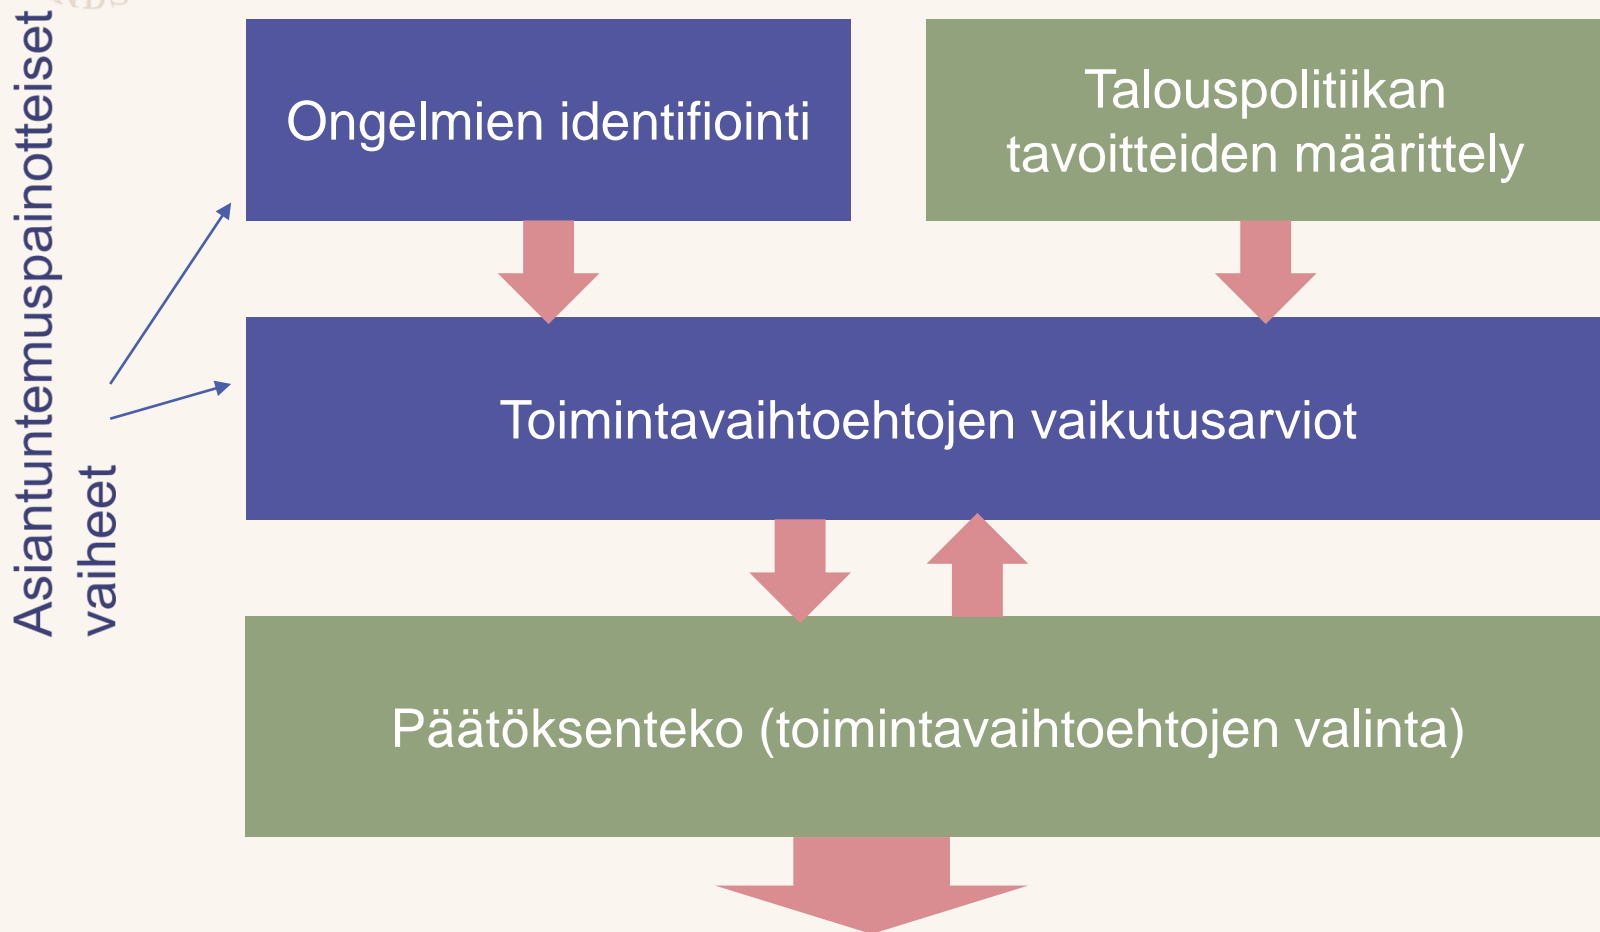 Asiantuntemuspainotteiset
vaiheet
Ongelmien identifiointi
Talouspolitiikan
tavoitteiden määrittely
Toimintavaihtoehtojen vaikutusarviot
Päätöksenteko (toimintavaihtoehtojen valinta)